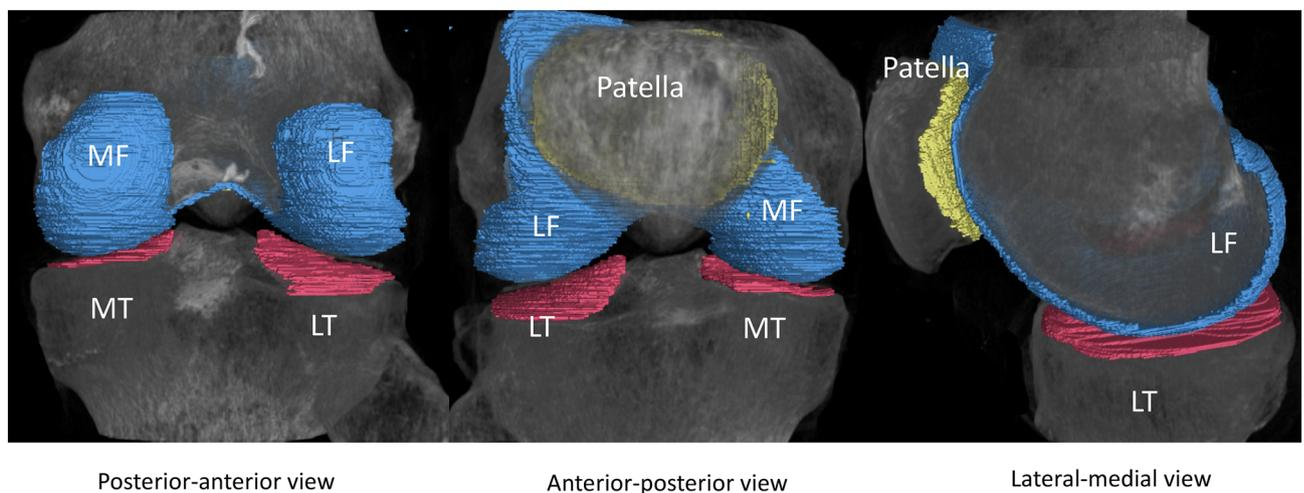 MF
LF
MT
LT
Patella
LF
MF
LT
MT
Patella
LF
LT
Posterior-anterior view
Anterior-posterior view
Lateral-medial view